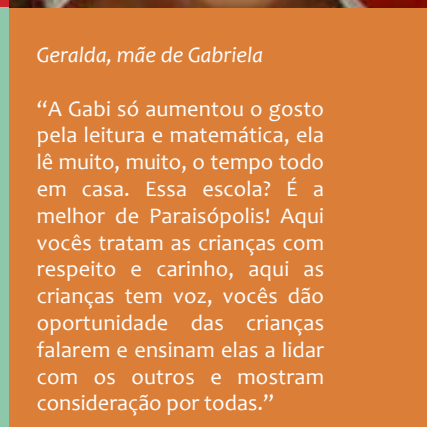 Geralda, mãe de Gabriela
“A Gabi só aumentou o gosto
pela leitura e matemática, ela
lê muito, muito, o tempo todo
em casa. Essa escola? É a
melhor de Paraisópolis! Aqui
vocês tratam as crianças com
respeito e carinho, aqui as
crianças tem voz, vocês dão
oportunidade das crianças
falarem e ensinam elas a lidar
com os outros e mostram
consideração por todas.”